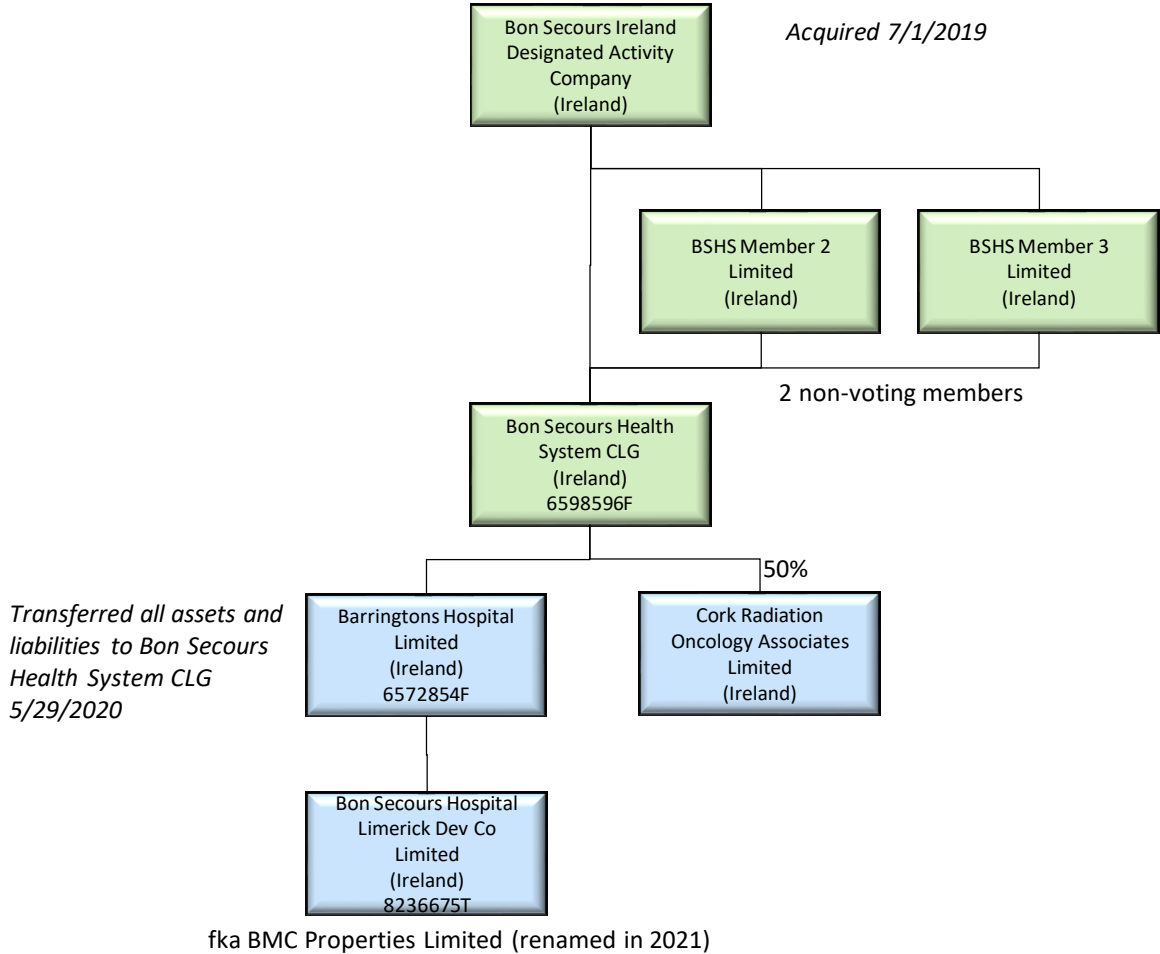 Bon Secours Ireland
Designated Activity
Company
(Ireland)
Acquired 7/1/2019
BSHS Member 2
Limited
(Ireland)
BSHS Member 3
Limited
(Ireland)
2 non-voting members
Bon Secours Health
System CLG
(Ireland)
6598596F
50%
Transferred all assets and
liabilities to Bon Secours
Health System CLG
5/29/2020
Barringtons Hospital
Limited
(Ireland)
6572854F
Cork Radiation
Oncology Associates
Limited
(Ireland)
Bon Secours Hospital
Limerick Dev Co
Limited
(Ireland)
8236675T
fka BMC Properties Limited (renamed in 2021)